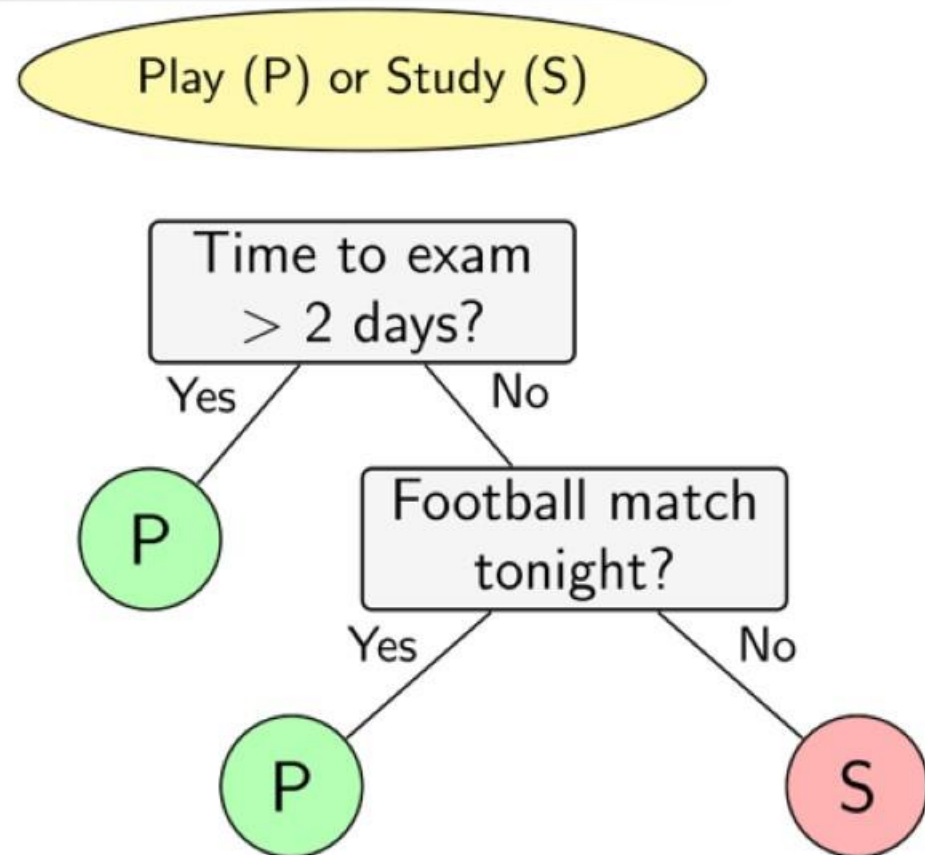 Play (P) or Study (S)
Time to exam
> 2 days?
Yes
No
P
Football match
tonight?
Yes
No
P
S